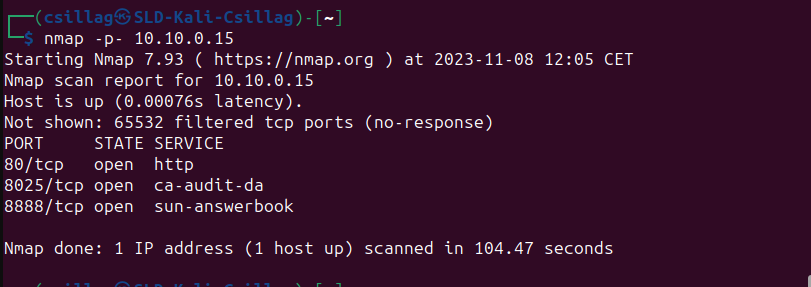 ┌──(csillag㉿SLD-Kali-Csillag)-[~]
└─$ nmap -p- 10.10.0.15
Starting Nmap 7.93 ( https://nmap.org ) at 2023-11-08 12:05 CET
Nmap scan report for 10.10.0.15
Host is up (0.00076s latency).
Not shown: 65532 filtered tcp ports (no-response)
PORT     STATE SERVICE
80/tcp   open  http
8025/tcp open  ca-audit-da
8888/tcp open  sun-answerbook

Nmap done: 1 IP address (1 host up) scanned in 104.47 seconds

┌──(csillag㉿SLD-Kali-Csillag)-[~]